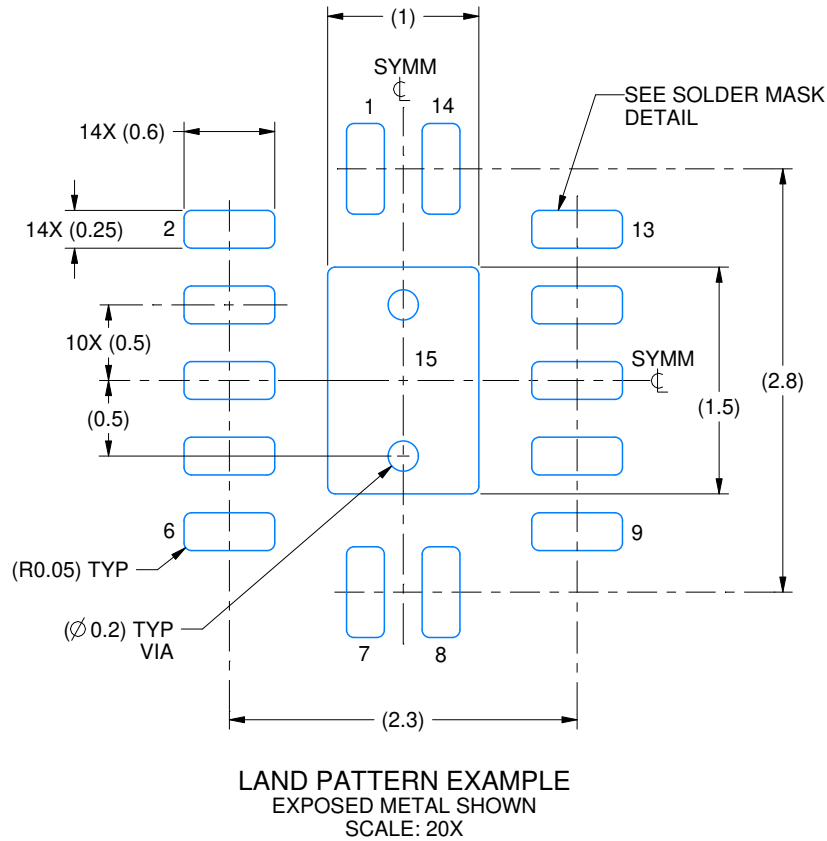 (1)
SYMM
℄
1
14
SEE SOLDER MASK
DETAIL
14X (0.6)
14X (0.25)
2
13
10X (0.5)
15
SYMM
℄
(2.8)
(0.5)
(1.5)
6
9
(R0.05) TYP
(∅ 0.2) TYP
VIA
7
8
(2.3)
LAND PATTERN EXAMPLE
EXPOSED METAL SHOWN
SCALE: 20X